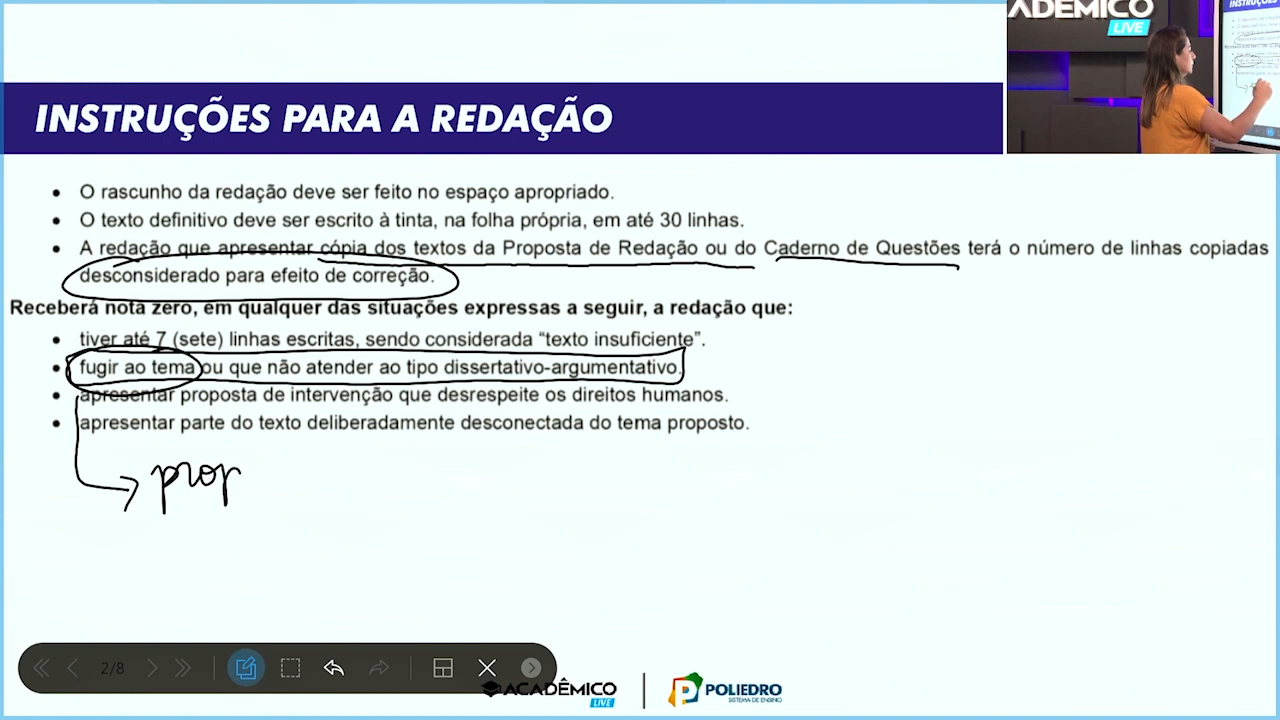 ADÊMICO
LIVE
INSTRUÇÕES
INSTRUÇÕES PARA A REDAÇÃO
• O rascunho da redação deve ser feito no espaço apropriado.
• O texto definitivo deve ser escrito à tinta, na folha própria, em até 30 linhas.
• A redação que apresentar cópia dos textos da Proposta de Redação ou do Caderno de Questões terá o número de linhas copiadas
desconsiderado para efeito de correção.
Receberá nota zero, em qualquer das situações expressas a seguir, a redação que:
• tiver até 7 (sete) linhas escritas, sendo considerada “texto insuficiente”.
• fugir ao tema ou que não atender ao tipo dissertativo-argumentativo.
• apresentar proposta de intervenção que desrespeite os direitos humanos.
• apresentar parte do texto deliberadamente desconectada do tema proposto.
prop
2/8
ACADÊMICO
LIVE
POLIEDRO
SISTEMA DE ENSINO